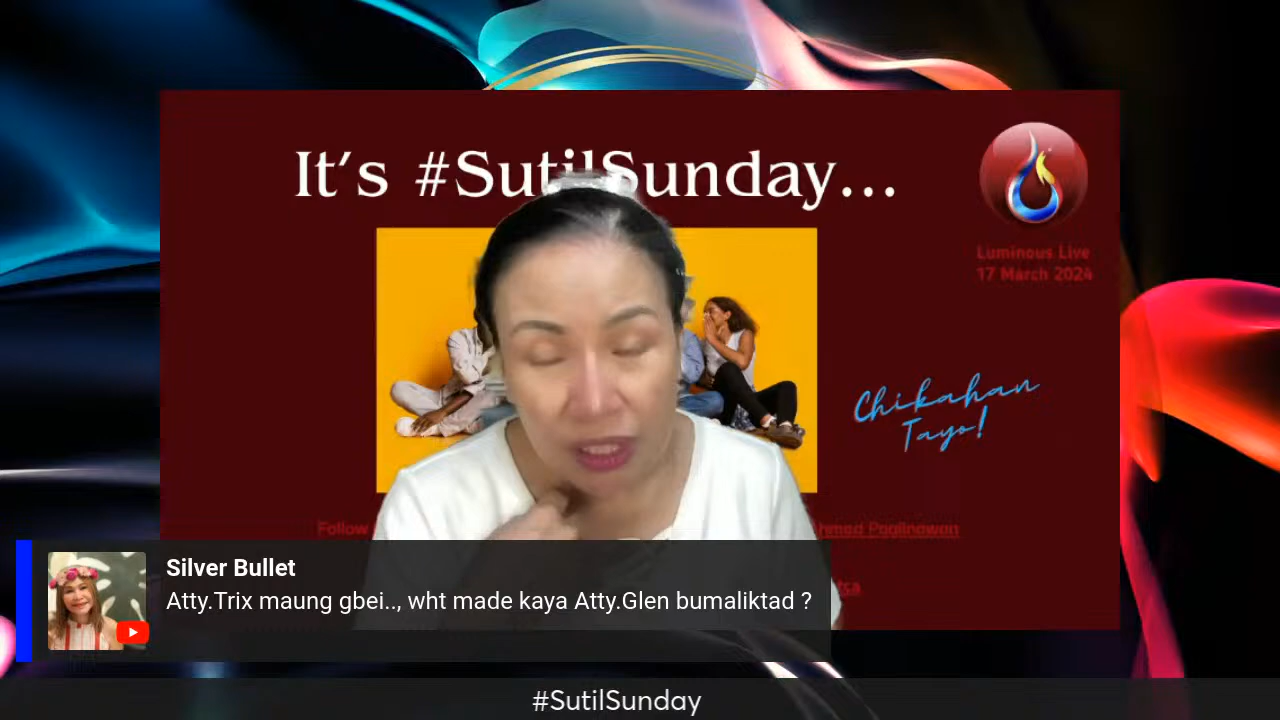 It's #SutilSunday...
Luminous Live
17 March 2024
Chikahan
Tayo!
Follow
Silver Bullet
Atty.Trix maung gbei.., wht made kaya Atty.Glen bumaliktad ?
#SutilSunday